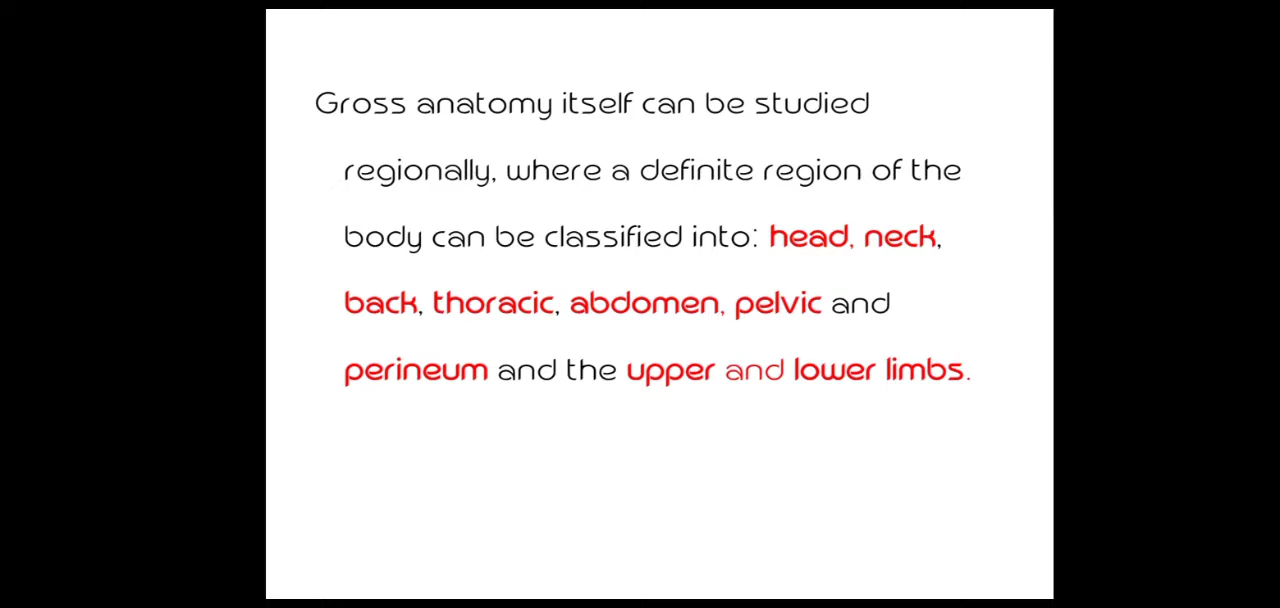 Gross anatomy itself can be studied
regionally, where a definite region of the
body can be classified into: head, neck,
back, thoracic, abdomen, pelvic and
perineum and the upper and lower limbs.